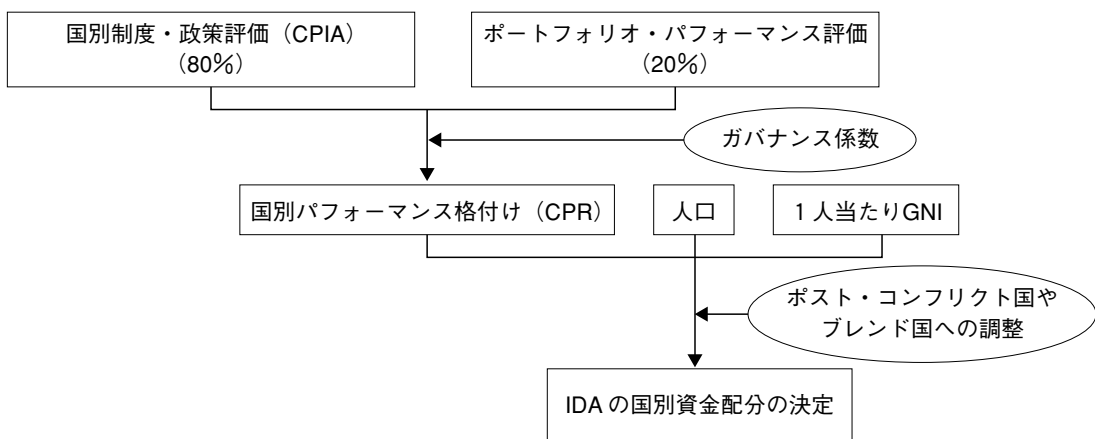 国別制度・政策評価（CPIA）
（80％）
ポートフォリオ・パフォーマンス評価
（20％）
ガバナンス係数
国別パフォーマンス格付け（CPR）
人口
１人当たりGNI
ポスト・コンフリクト国や
ブレンド国への調整
IDA の国別資金配分の決定